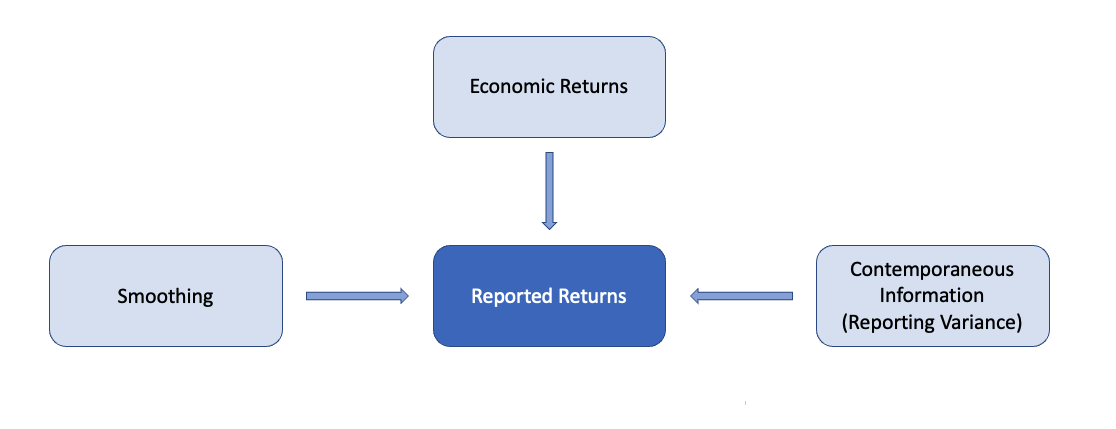 Economic Returns
Smoothing
Reported Returns
Contemporaneous
Information
(Reporting Variance)